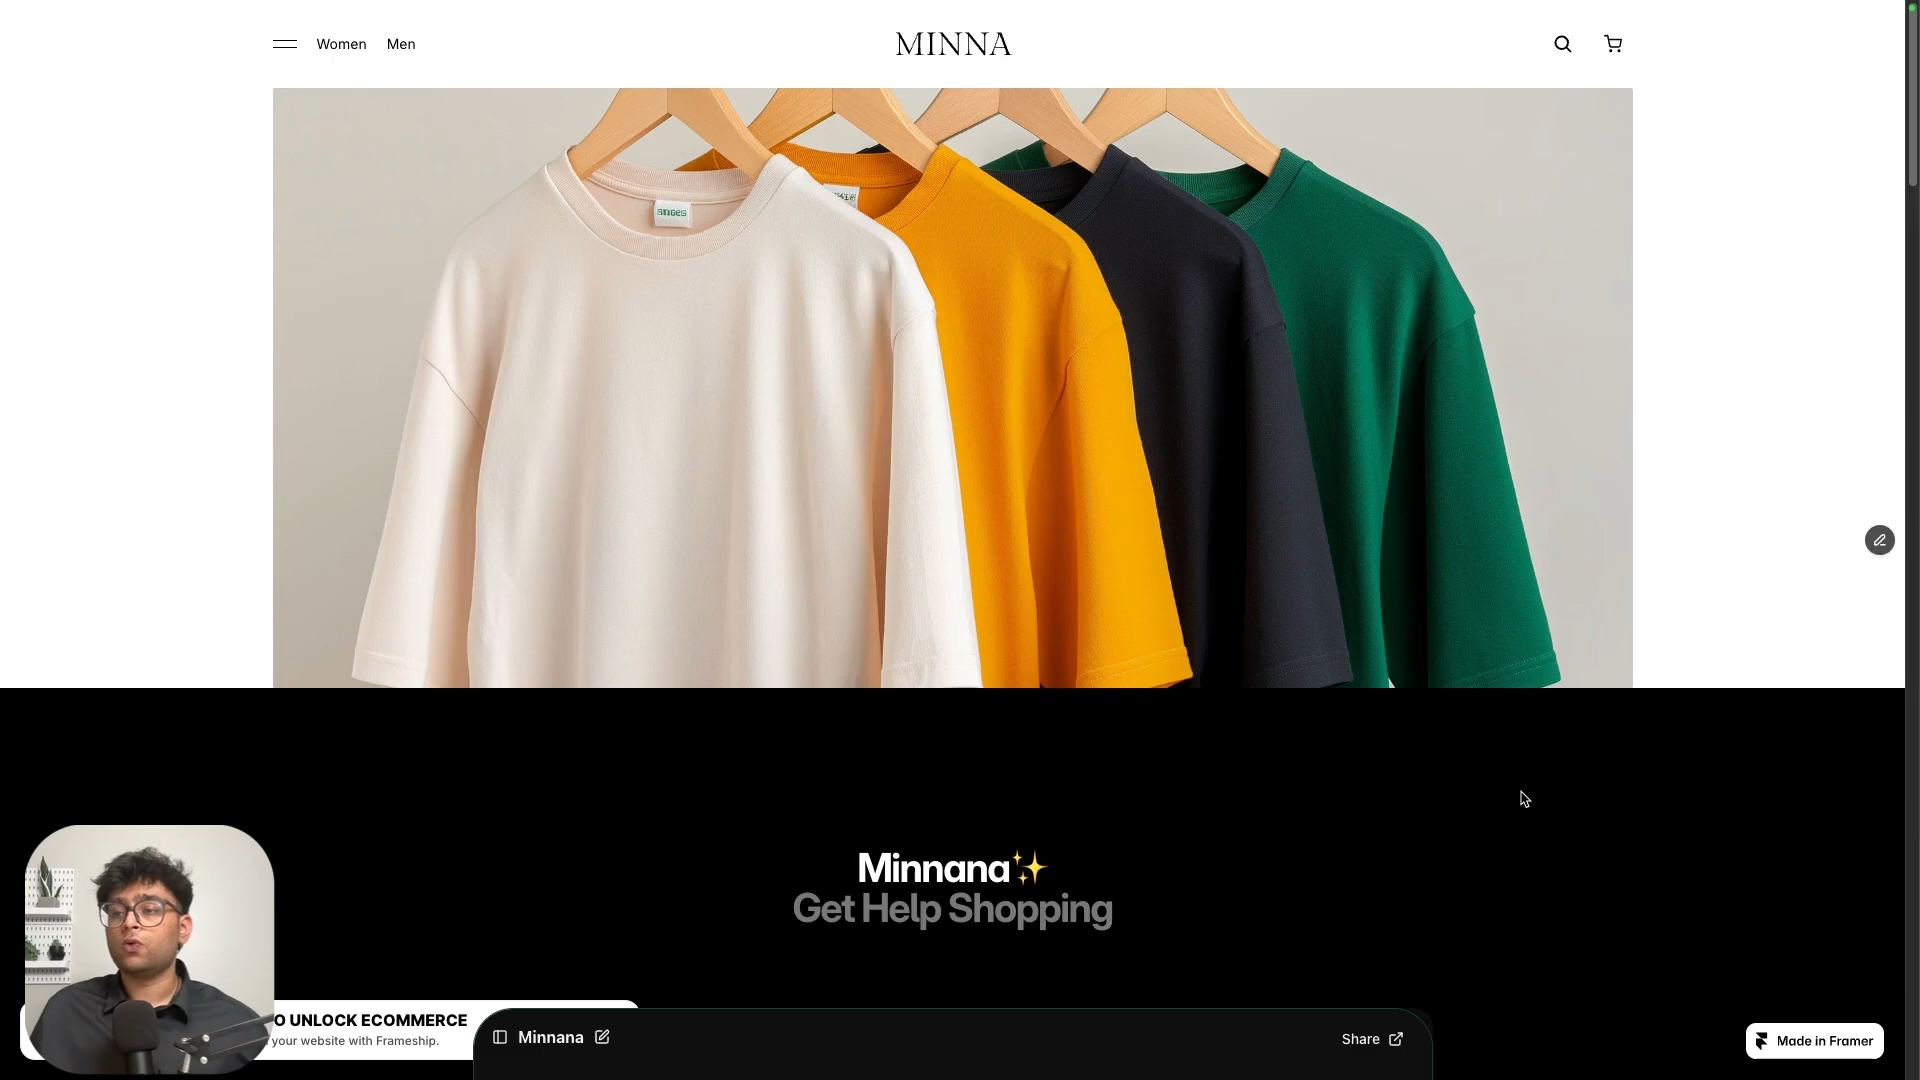 Women Men MINNA
Minnana✨
Get Help Shopping
O UNLOCK ECOMMERCE
your website with Frameship.
Minnana
Share
Made in Framer